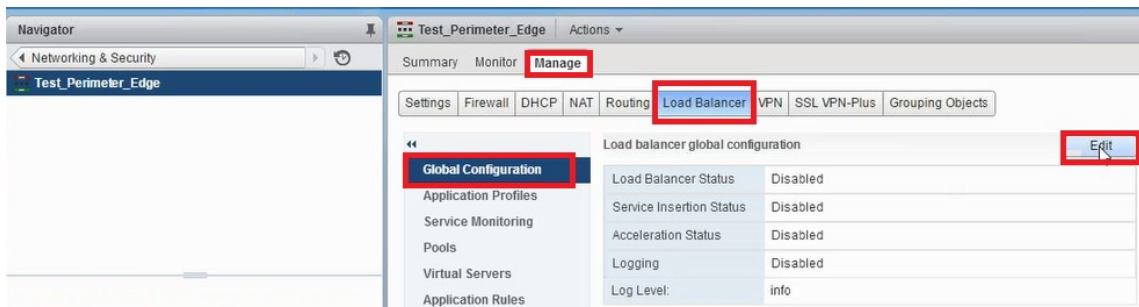 Navigator
Test_Perimeter_Edge Actions
Networking & Security
Summary Monitor Manage
Test_Perimeter_Edge
Settings Firewall DHCP NAT Routing Load Balancer VPN SSL VPN-Plus Grouping Objects
Load balancer global configuration Edit
Global Configuration
Application Profiles
Service Monitoring
Pools
Virtual Servers
Application Rules
Load Balancer Status Disabled
Service Insertion Status Disabled
Acceleration Status Disabled
Logging Disabled
Log Level: info